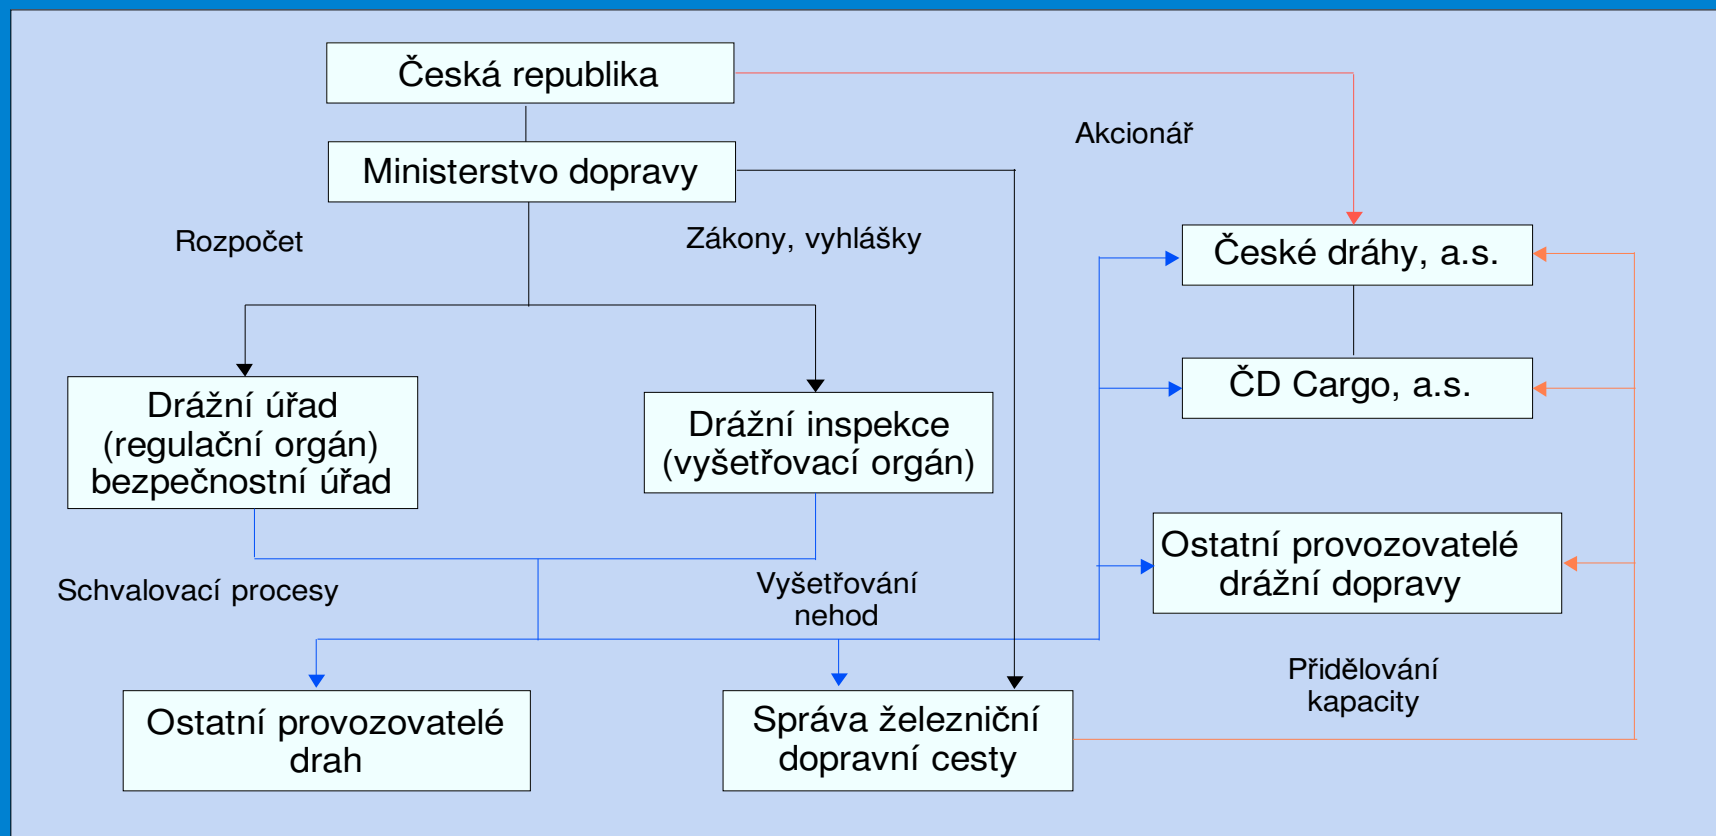 Česká republika
Akcionář
Ministerstvo dopravy
Rozpočet
Zákony, vyhlášky
České dráhy, a.s.
ČD Cargo, a.s.
Drážní úřad
(regulační orgán)
bezpečnostní úřad
Drážní inspekce
(vyšetřovací orgán)
Ostatní provozovatelé
drážní dopravy
Schvalovací procesy
Vyšetřování
nehod
Přidělování
kapacity
Ostatní provozovatelé
drah
Správa železniční
dopravní cesty